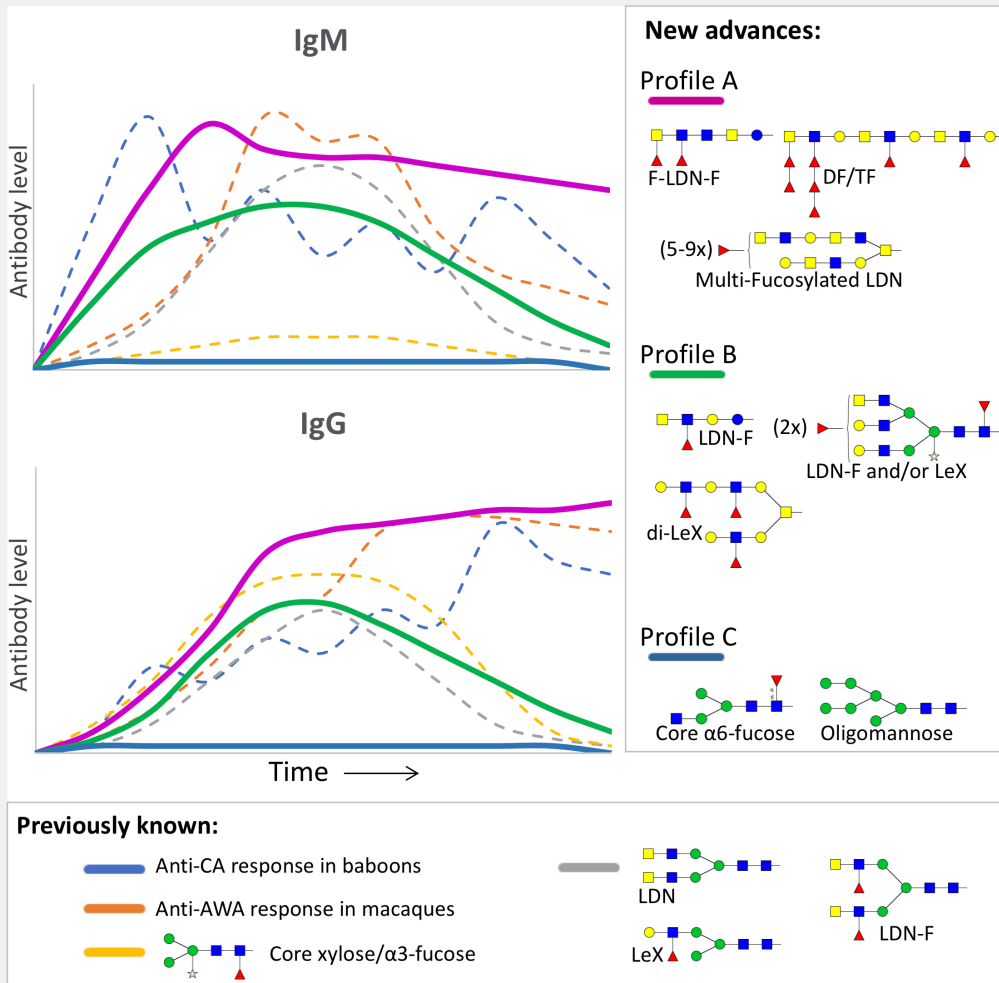 IgM
Antibody level
IgG
Antibody level
Time
New advances:
Profile A
F-LDN-F
DF/TF
(5-9x)
Multi-Fucosylated LDN
Profile B
LDN-F
(2x)
LDN-F and/or LeX
di-LeX
Profile C
α
6
Core α6-fucose
Oligomannose
Previously known:
Anti-CA response in baboons
Anti-AWA response in macaques
Core xylose/α3-fucose
LDN
LeX
LDN-F